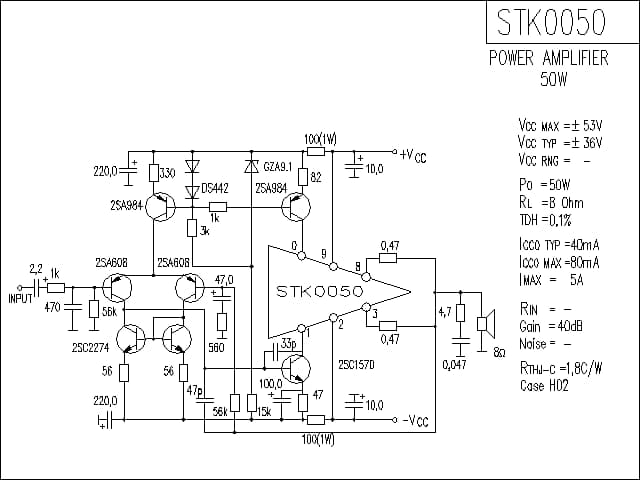 STK0050
POWER AMPLIFIER
50W
VCC MAX =± 53V
VCC TYP =± 36V
VCC RNG = -
PO =50W
RL =8 Ohm
TDH =0,1%
ICCO TYP =40mA
ICCO MAX =80mA
IMAX = 5A
RIN = -
Gain =40dB
Noise= -
RTHJ-C =1,8C/W
Case H02
100(1W)
+VCC
220,0
+
330
DS442
GZA9.1
82
+
10,0
2SA984
2SA984
1k
3k
0
9
8
0,47
2SA608
2SA608
47,0
+
2,2
+
1k
INPUT
470
56k
STK0050
560
1
2
3
0,47
4,7
8Ω
0,047
2SC2274
33p
2SC1570
56
56
47p
100,0
+
47
220,0
+
56k
15k
+
10,0
-VCC
100(1W)